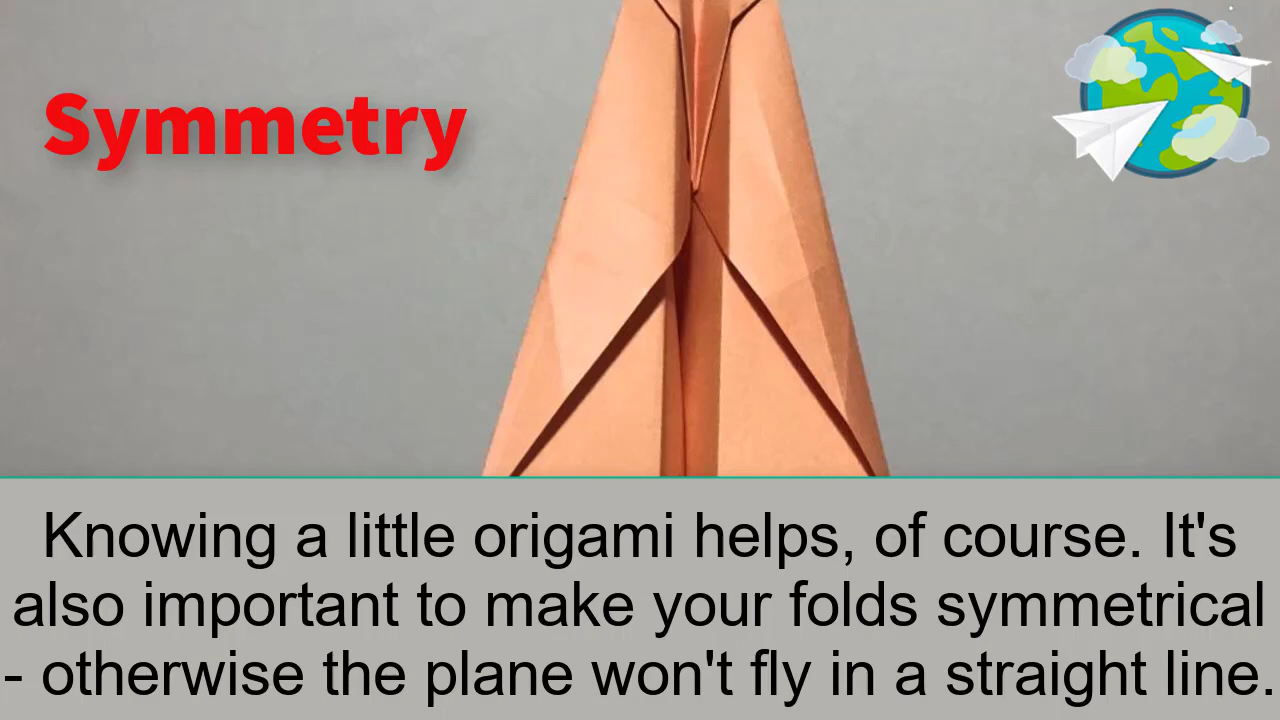 Symmetry
Knowing a little origami helps, of course. It's
also important to make your folds symmetrical
- otherwise the plane won't fly in a straight line.